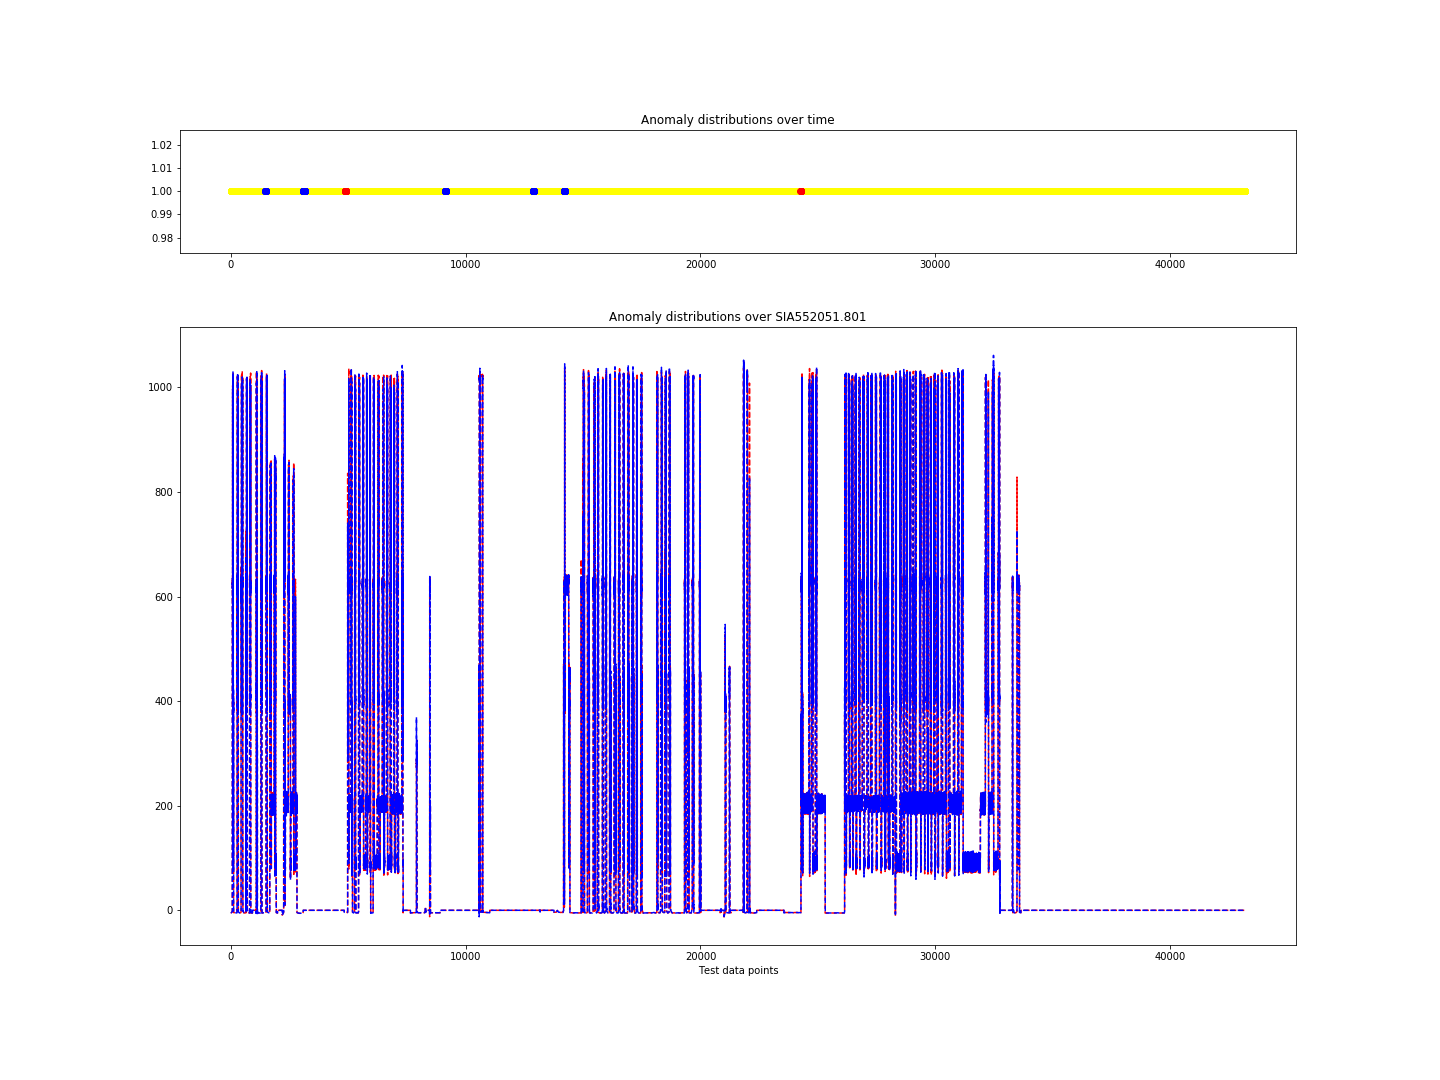 Anomaly distributions over time
1.02
1.01
1.00
0.99
0.98
0 10000 20000 30000 40000
Anomaly distributions over SIA552051.801
1000
800
600
400
200
0
0 10000 20000 30000 40000
Test data points